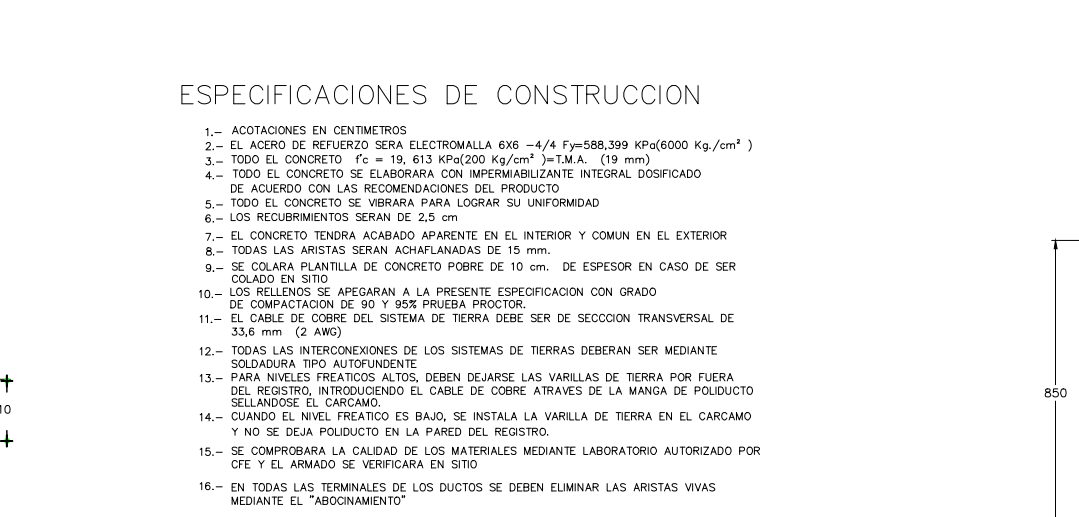 ESPECIFICACIONES DE CONSTRUCCION
1.- ACOTACIONES EN CENTIMETROS
2.- EL ACERO DE REFUERZO SERA ELECTROMALLA 6X6 -4/4 Fy=588,399 KPa(6000 Kg./cm² )
3.- TODO EL CONCRETO f'c = 19, 613 KPa(200 Kg/cm² )=T.M.A. (19 mm)
4.- TODO EL CONCRETO SE ELABORARA CON IMPERMIABILIZANTE INTEGRAL DOSIFICADO
DE ACUERDO CON LAS RECOMENDACIONES DEL PRODUCTO
5.- TODO EL CONCRETO SE VIBRARA PARA LOGRAR SU UNIFORMIDAD
6.- LOS RECUBRIMIENTOS SERAN DE 2,5 cm
7.- EL CONCRETO TENDRA ACABADO APARENTE EN EL INTERIOR Y COMUN EN EL EXTERIOR
8.- TODAS LAS ARISTAS SERAN ACHAFLANADAS DE 15 mm.
9.- SE COLARA PLANTILLA DE CONCRETO POBRE DE 10 cm. DE ESPESOR EN CASO DE SER
COLADO EN SITIO
10.- LOS RELLENOS SE APEGARAN A LA PRESENTE ESPECIFICACION CON GRADO
DE COMPACTACION DE 90 Y 95% PRUEBA PROCTOR.
11.- EL CABLE DE COBRE DEL SISTEMA DE TIERRA DEBE SER DE SECCCION TRANSVERSAL DE
33,6 mm (2 AWG)
12.- TODAS LAS INTERCONEXIONES DE LOS SISTEMAS DE TIERRAS DEBERAN SER MEDIANTE
SOLDADURA TIPO AUTOFUNDENTE
13.- PARA NIVELES FREATICOS ALTOS, DEBEN DEJARSE LAS VARILLAS DE TIERRA POR FUERA
DEL REGISTRO, INTRODUCIENDO EL CABLE DE COBRE ATRAVES DE LA MANGA DE POLIDUCTO
SELLANDOSE EL CARCAMO.
14.- CUANDO EL NIVEL FREATICO ES BAJO, SE INSTALA LA VARILLA DE TIERRA EN EL CARCAMO
Y NO SE DEJA POLIDUCTO EN LA PARED DEL REGISTRO.
15.- SE COMPROBARA LA CALIDAD DE LOS MATERIALES MEDIANTE LABORATORIO AUTORIZADO POR
CFE Y EL ARMADO SE VERIFICARA EN SITIO
16.- EN TODAS LAS TERMINALES DE LOS DUCTOS SE DEBEN ELIMINAR LAS ARISTAS VIVAS
MEDIANTE EL "ABOCINAMIENTO"
10
850